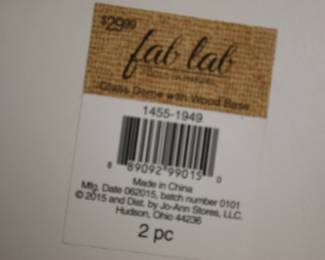 $29.99
fab lab
Glass Dome with Wood Base
1455-1949
8 89092 99015 0
Made in China
Mfg. Date 062015, batch number 0101
© 2015 and Dist. by Jo-Ann Stores, LLC.
Hudson, Ohio 44236
2 pc